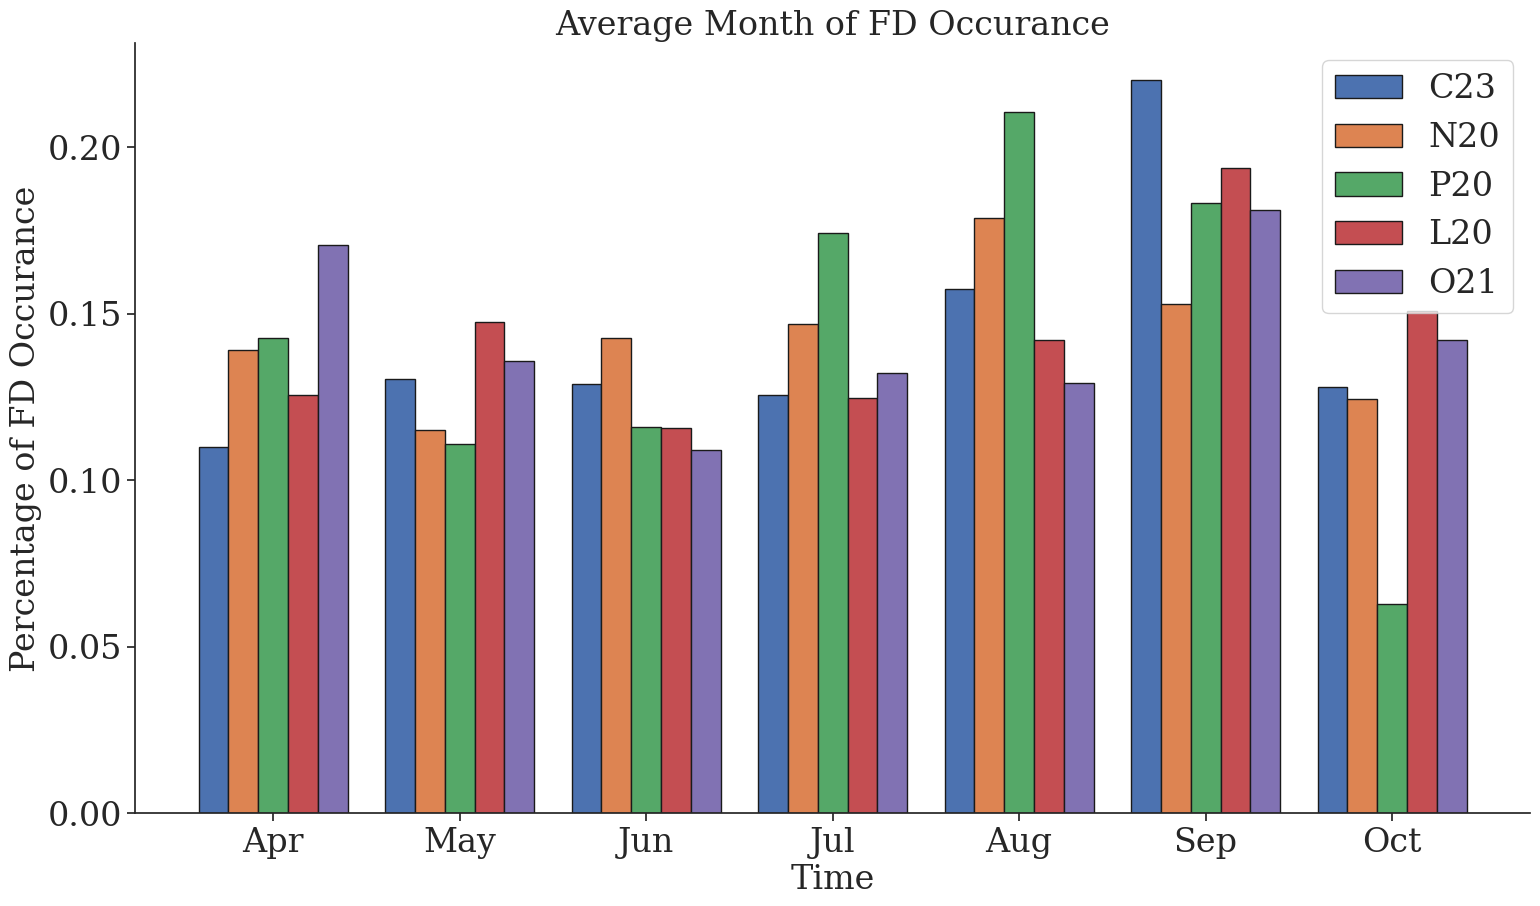 Average Month of FD Occurance
C23
N20
P20
L20
O21
Percentage of FD Occurance
0.20
0.15
0.10
0.05
0.00
Apr May Jun Jul Aug Sep Oct
Time